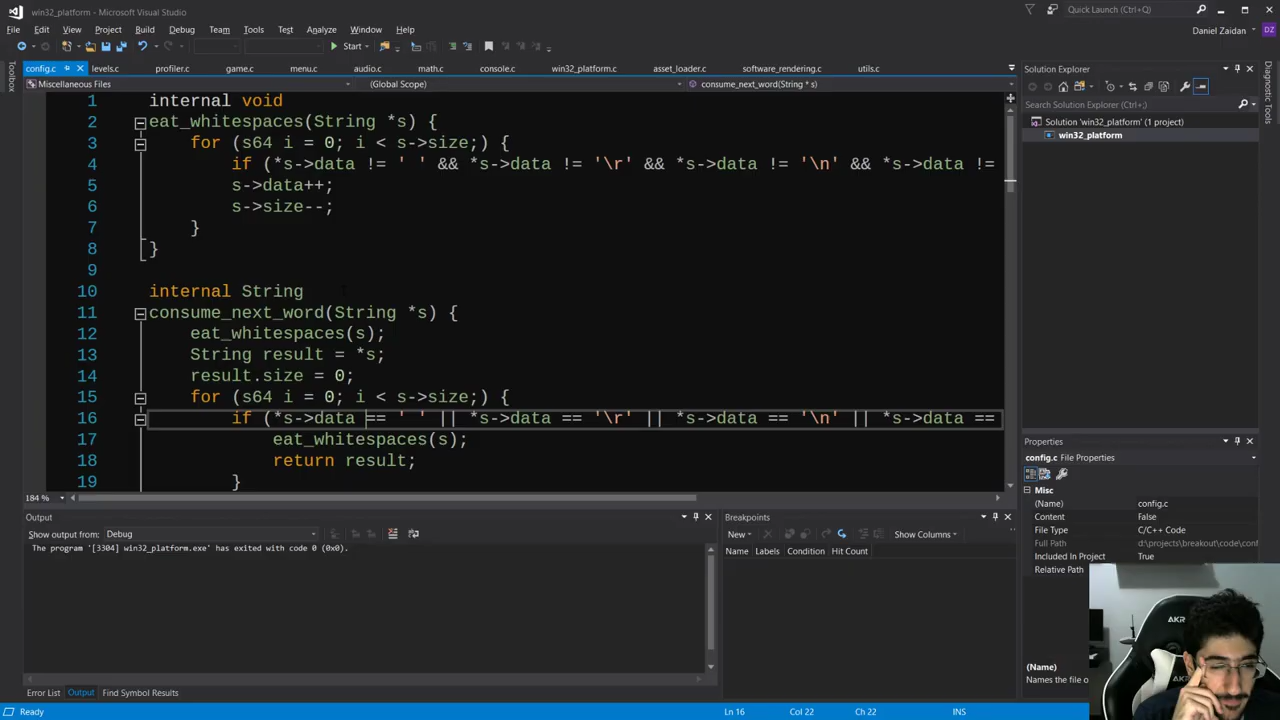 win32_platform - Microsoft Visual Studio
Quick Launch (Ctrl+Q)
File Edit View Project Build Debug Team Tools Test Analyze Window Help
Daniel Zaidan DZ
Start
Toolbox
config.c levels.c profiler.c game.c menu.c audio.c math.c console.c win32_platform.c asset_loader.c software_rendering.c utils.c
Miscellaneous Files (Global Scope) consume_next_word(String * s)
1 internal void
2 eat_whitespaces(String *s) {
3 for (s64 i = 0; i < s->size;) {
4 if (*s->data != ' ' && *s->data != '\r' && *s->data != '\n' && *s->data !=
5 s->data++;
6 s->size--;
7 }
8 }
9
10 internal String
11 consume_next_word(String *s) {
12 eat_whitespaces(s);
13 String result = *s;
14 result.size = 0;
15 for (s64 i = 0; i < s->size;) {
16 if (*s->data == ' ' || *s->data == '\r' || *s->data == '\n' || *s->data ==
17 eat_whitespaces(s);
18 return result;
19 }
184 %
Solution Explorer
Search Solution Explorer (Ctrl+;)
Solution 'win32_platform' (1 project)
win32_platform
Diagnostic Tools
Properties
config.c File Properties
Misc
(Name) config.c
Content False
File Type C/C++ Code
Full Path d:\projects\breakout\code\conf
Included In Project True
Relative Path
(Name)
Names the file o
Output
Show output from: Debug
The program '[3304] win32_platform.exe' has exited with code 0 (0x0).
Breakpoints
New Show Columns
Name Labels Condition Hit Count
Error List Output Find Symbol Results
Ready Ln 16 Col 22 Ch 22 INS
AKR
AKR